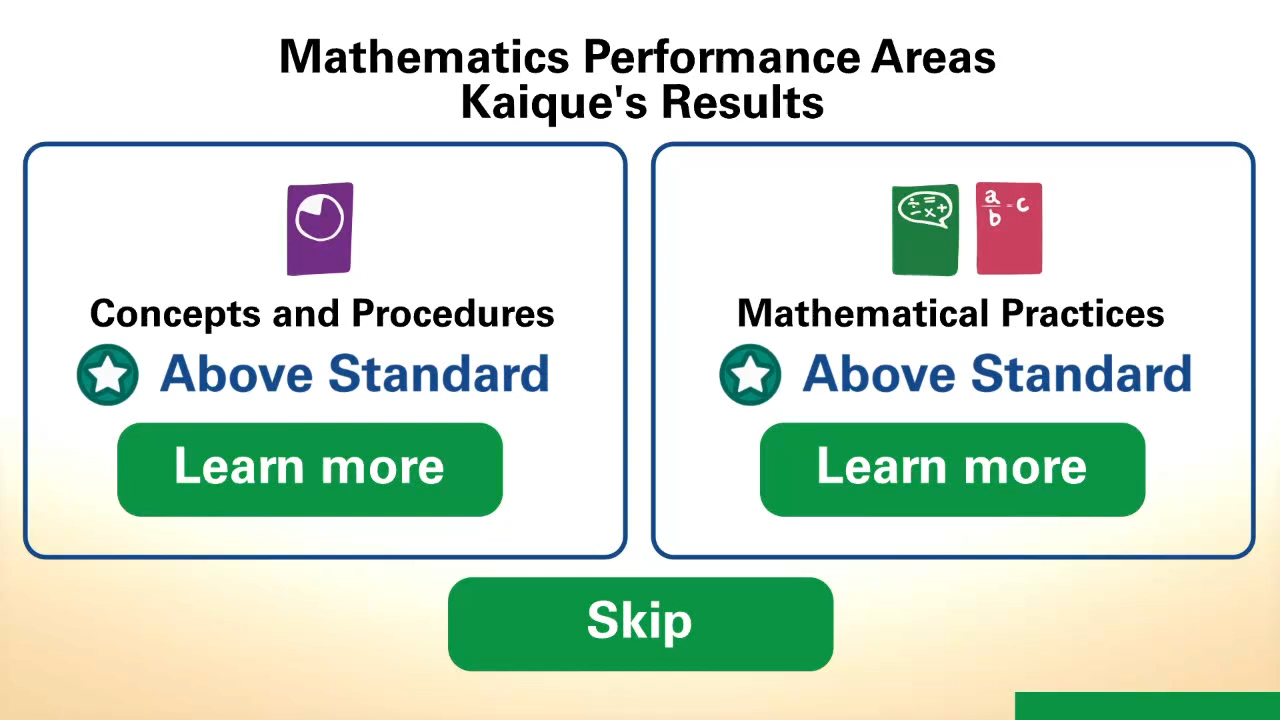 Mathematics Performance Areas
Kaique's Results
a
b = c
÷ =
− × +
Concepts and Procedures
Above Standard
Learn more
Mathematical Practices
Above Standard
Learn more
Skip